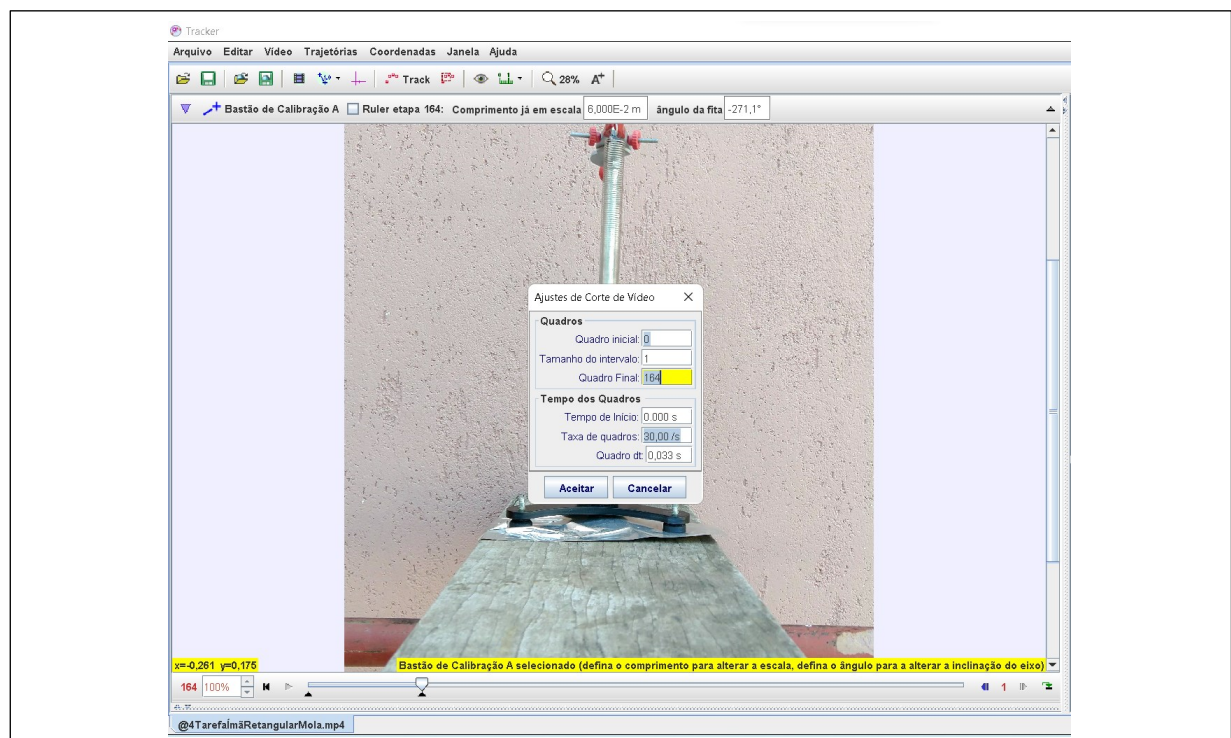 Tracker
Arquivo Editar Vídeo Trajetórias Coordenadas Janela Ajuda
Track 28% A+
Bastão de Calibração A Ruler etapa 164: Comprimento já em escala 6,000E-2 m ângulo da fita -271,1°
Ajustes de Corte de Vídeo
Quadros
Quadro inicial: 0
Tamanho do intervalo: 1
Quadro Final: 164
Tempo dos Quadros
Tempo de Início: 0.000 s
Taxa de quadros: 30,00 /s
Quadro dt: 0,033 s
Aceitar Cancelar
x=-0,261 y=0,175 Bastão de Calibração A selecionado (defina o comprimento para alterar a escala, defina o ângulo para a alterar a inclinação do eixo)
164 100% 1
@4TarefaÍmãRetangularMola.mp4